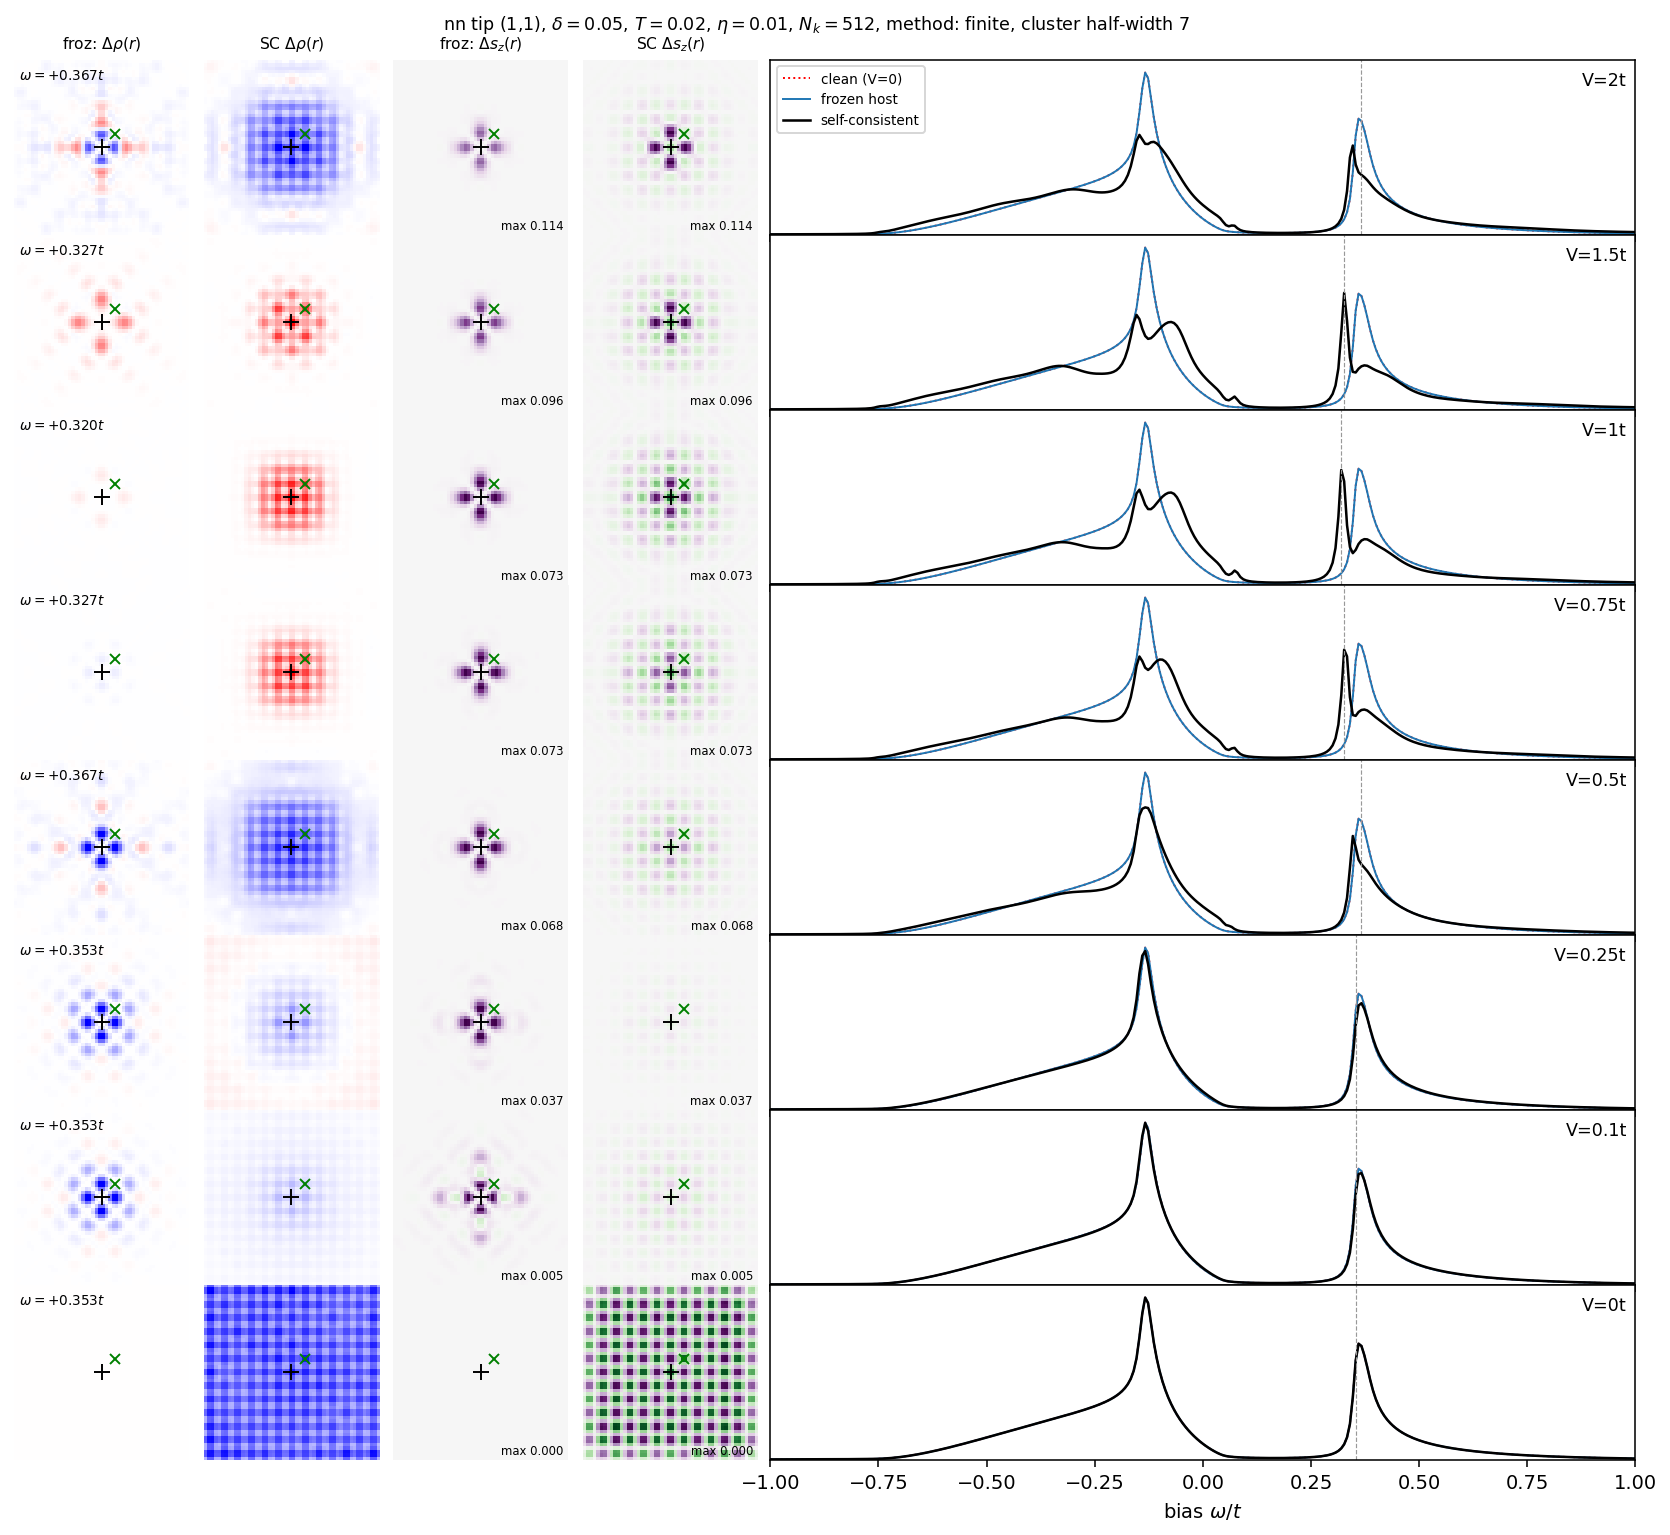 nn tip (1,1), δ = 0.05, T = 0.02, η = 0.01, N_k = 512, method: finite, cluster half-width 7
froz: Δρ(r)
SC Δρ(r)
froz: Δs_z(r)
SC Δs_z(r)
ω = +0.367t
max 0.114
max 0.114
clean (V=0)
frozen host
self-consistent
V=2t
ω = +0.327t
max 0.096
max 0.096
V=1.5t
ω = +0.320t
max 0.073
max 0.073
V=1t
ω = +0.327t
max 0.073
max 0.073
V=0.75t
ω = +0.367t
max 0.068
max 0.068
V=0.5t
ω = +0.353t
max 0.037
max 0.037
V=0.25t
ω = +0.353t
max 0.005
max 0.005
V=0.1t
ω = +0.353t
max 0.000
max 0.000
V=0t
−1.00 −0.75 −0.50 −0.25 0.00 0.25 0.50 0.75 1.00
bias ω/t